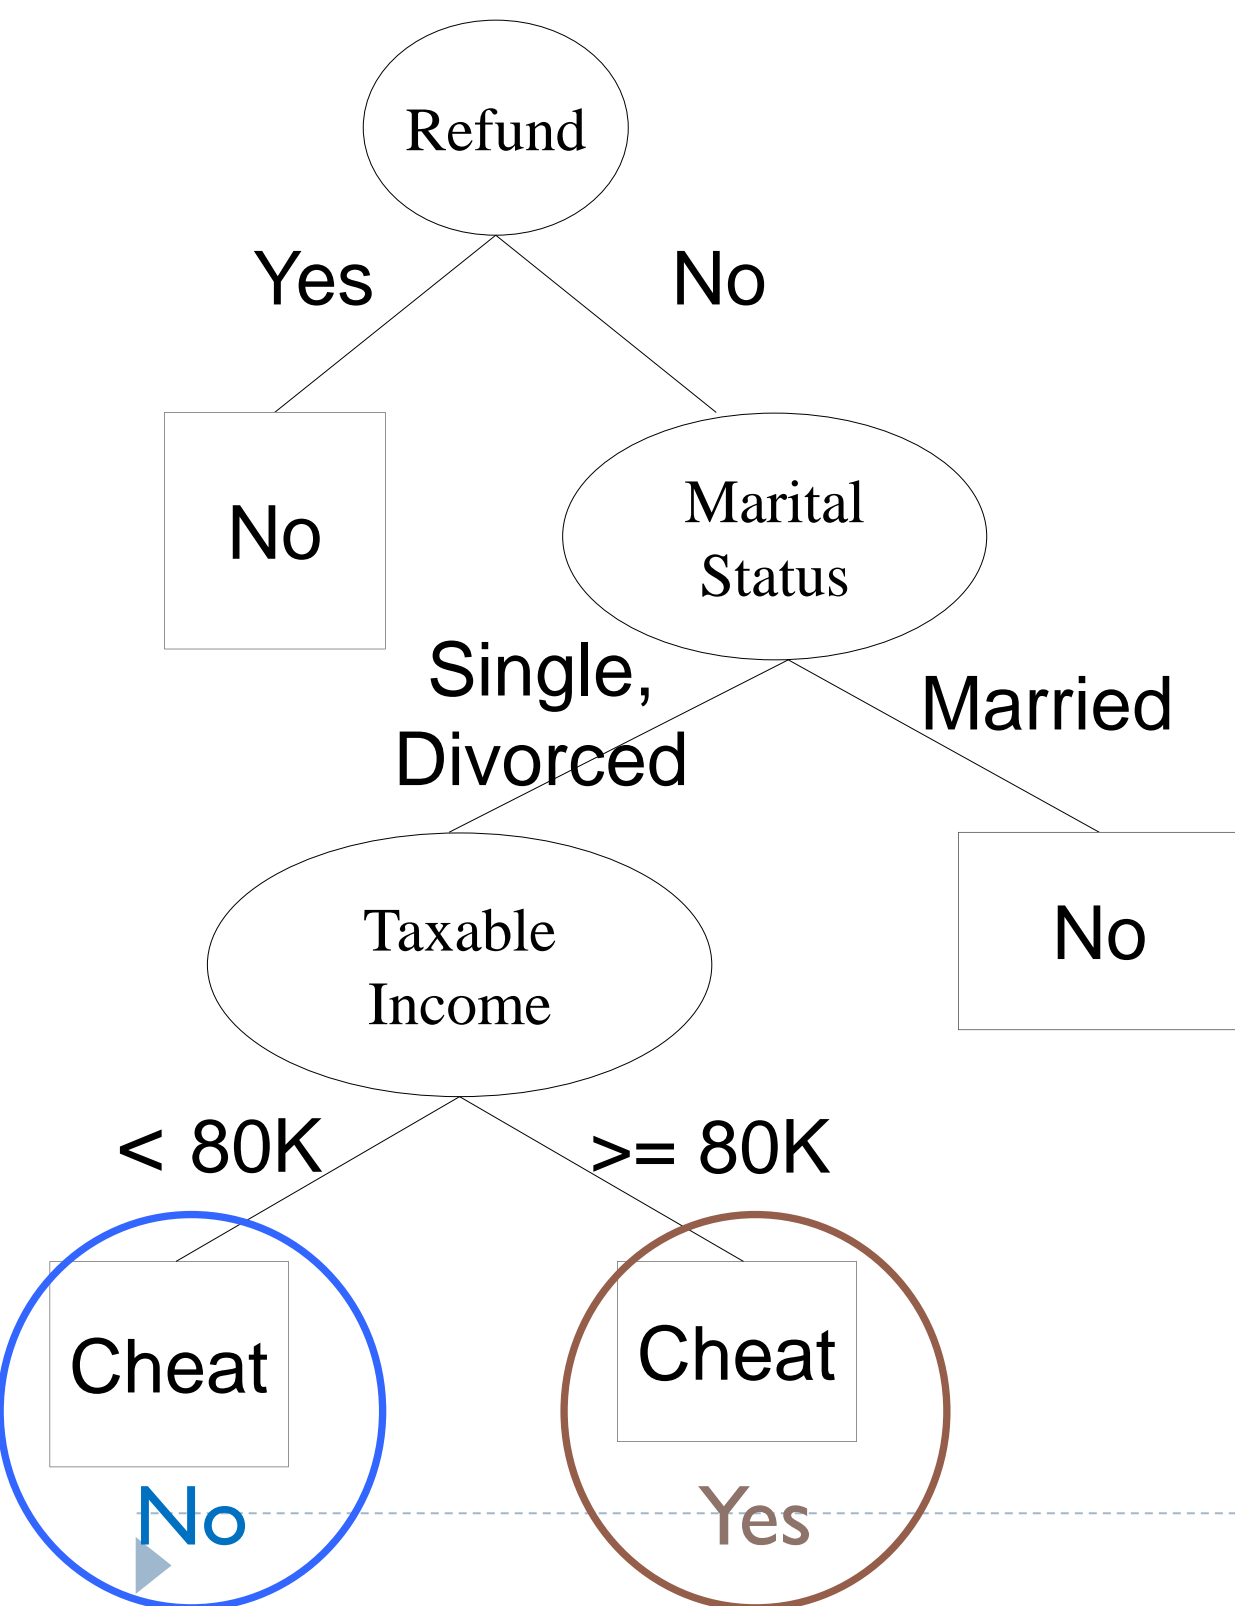 Refund
Yes
No
No
Marital
Status
Single,
Divorced
Married
Taxable
Income
No
< 80K
>= 80K
Cheat
Cheat
No
Yes